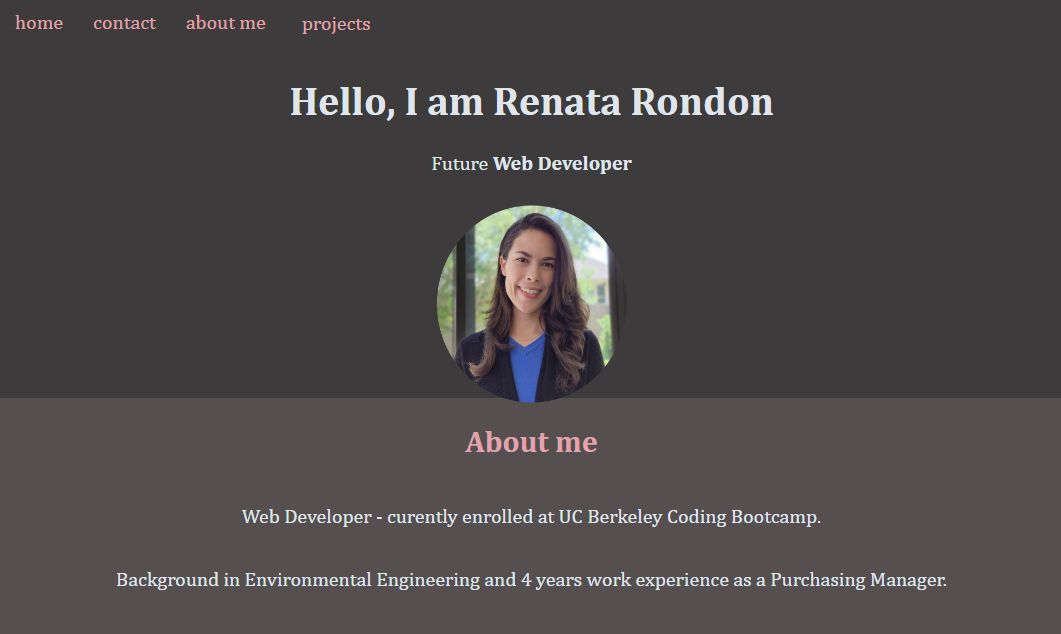 home contact about me projects
Hello, I am Renata Rondon
Future Web Developer
About me
Web Developer - curently enrolled at UC Berkeley Coding Bootcamp.
Background in Environmental Engineering and 4 years work experience as a Purchasing Manager.